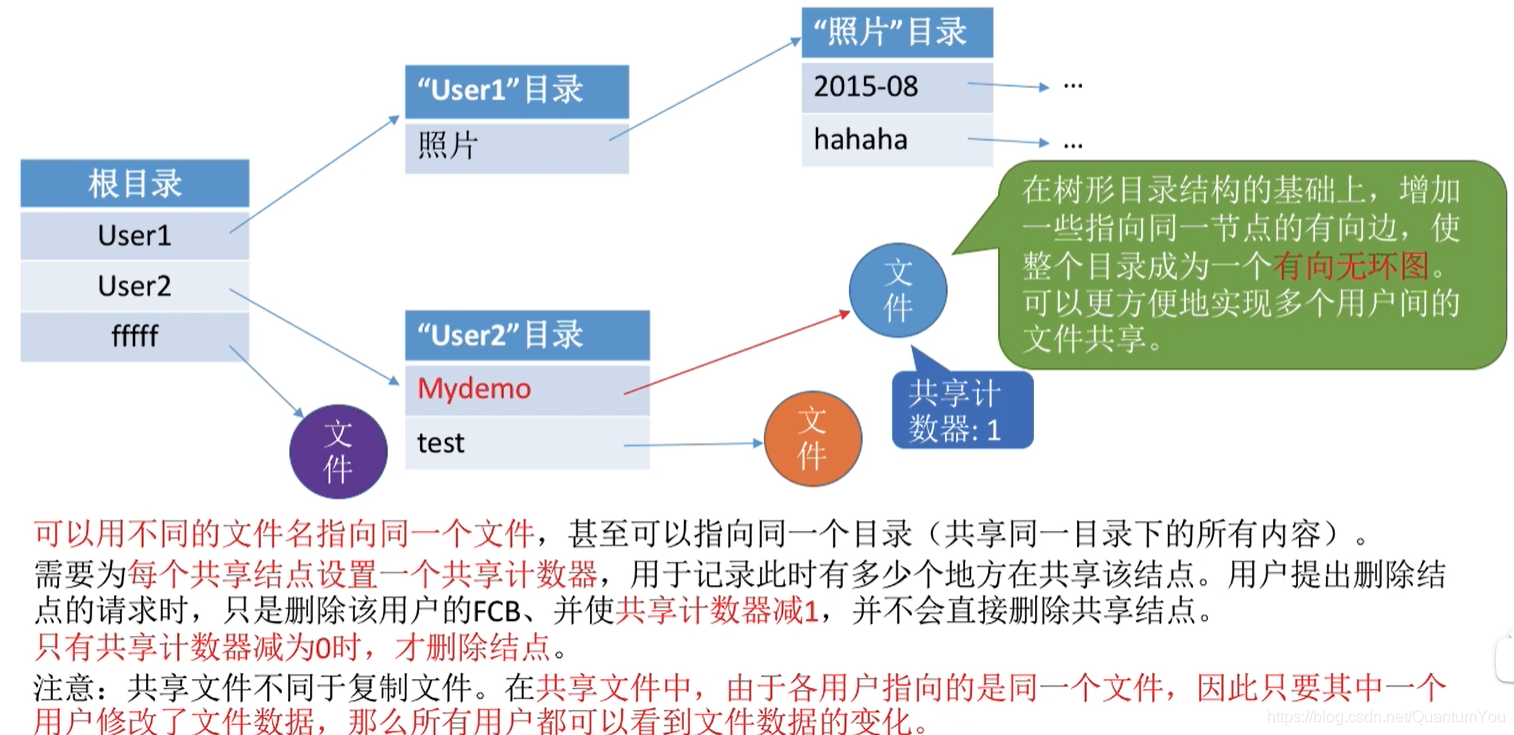 “照片”目录
2015-08
...
hahaha
...
“User1”目录
照片
根目录
User1
User2
fffff
文
件
“User2”目录
Mydemo
test
文
件
文
件
共享计
数器: 1
在树形目录结构的基础上，增加
一些指向同一节点的有向边，使
整个目录成为一个有向无环图。
可以更方便地实现多个用户间的
文件共享。
可以用不同的文件名指向同一个文件，甚至可以指向同一个目录（共享同一目录下的所有内容）。
需要为每个共享结点设置一个共享计数器，用于记录此时有多少个地方在共享该结点。用户提出删除结
点的请求时，只是删除该用户的FCB、并使共享计数器减1，并不会直接删除共享结点。
只有共享计数器减为0时，才删除结点。
注意：共享文件不同于复制文件。在共享文件中，由于各用户指向的是同一个文件，因此只要其中一个
用户修改了文件数据，那么所有用户都可以看到文件数据的变化。
https://blog.csdn.net/QuantumYou